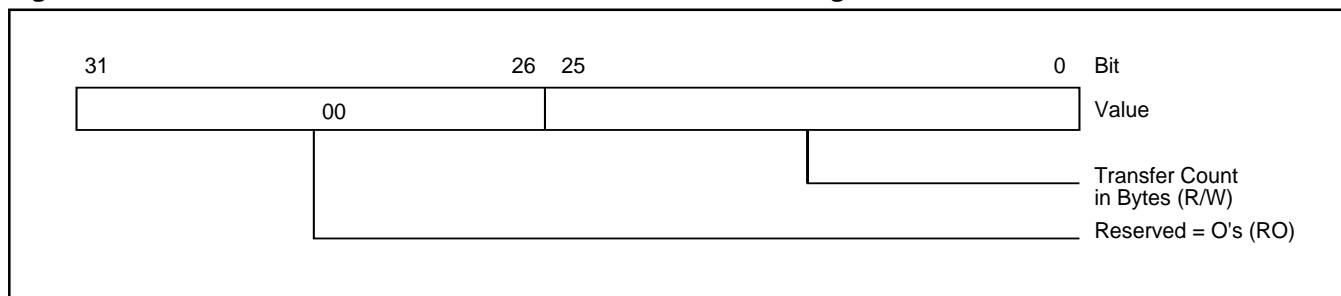 31 26 25 0 Bit
00 Value
Transfer Count
in Bytes (R/W)
Reserved = O's (RO)